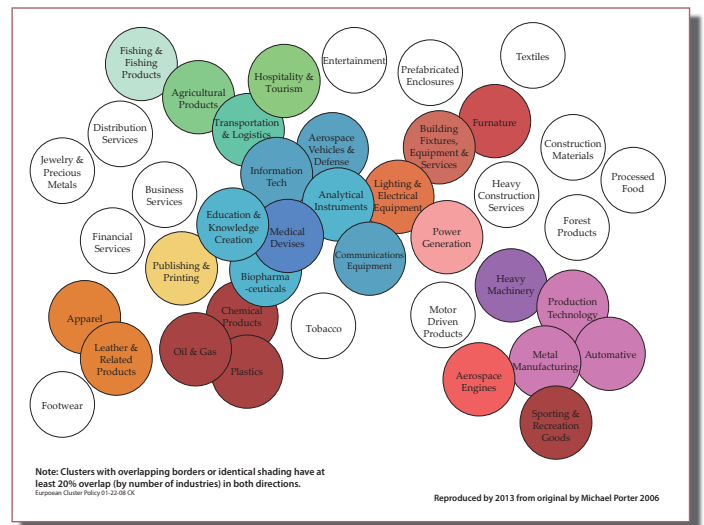 Fishing &
Fishing
Products
Agricultural
Products
Hospitality &
Tourism
Entertainment
Prefabricated
Enclosures
Textiles
Distribution
Services
Transportation
& Logistics
Aerospace
Vehicles &
Defense
Building
Fixtures,
Equipment &
Services
Furnature
Construction
Materials
Jewelry &
Precious
Metals
Business
Services
Information
Tech
Analytical
Instruments
Lighting &
Electrical
Equipment
Heavy
Construction
Services
Processed
Food
Financial
Services
Education &
Knowledge
Creation
Medical
Devises
Power
Generation
Forest
Products
Publishing &
Printing
Biopharma
-ceuticals
Communications
Equipment
Heavy
Machinery
Production
Technology
Apparel
Chemical
Products
Tobacco
Motor
Driven
Products
Leather &
Related
Products
Oil & Gas
Plastics
Metal
Manufacturing
Automative
Aerospace
Engines
Footwear
Sporting &
Recreation
Goods
Note: Clusters with overlapping borders or identical shading have at
least 20% overlap (by number of industries) in both directions.
Eurpoean Cluster Policy 01-22-08 CK
Reproduced by 2013 from original by Michael Porter 2006